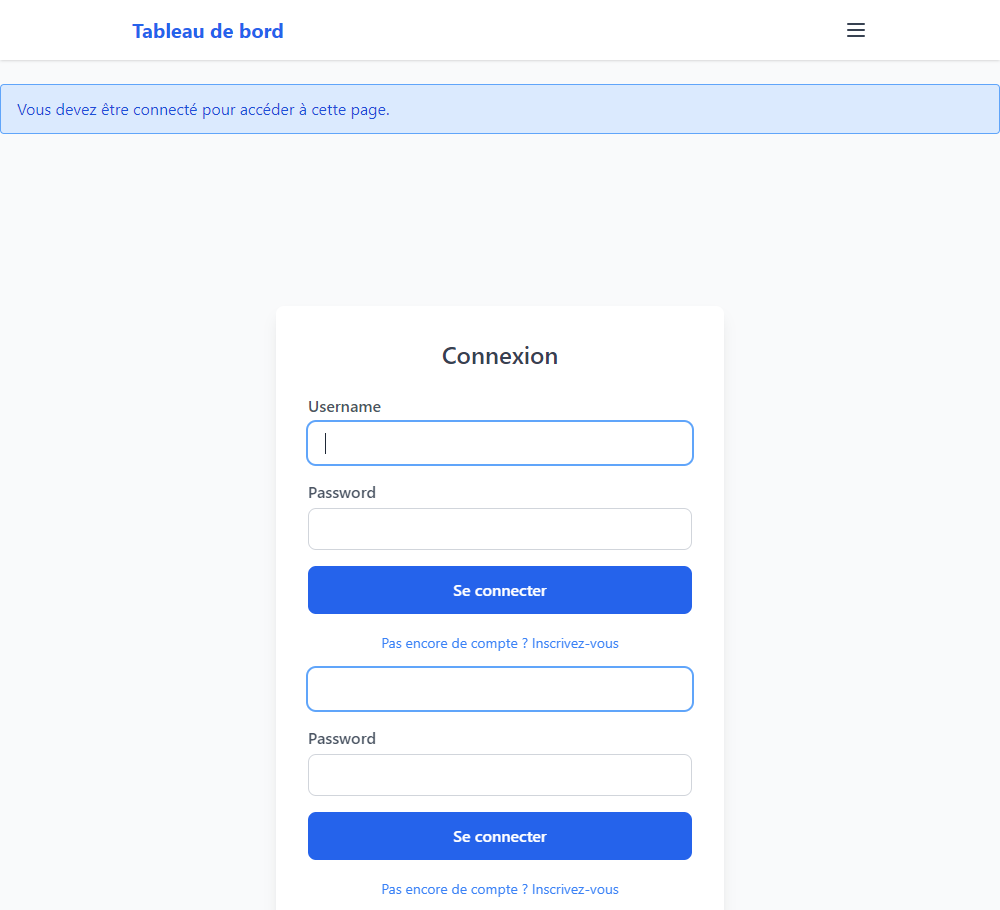 Tableau de bord
Vous devez être connecté pour accéder à cette page.
Connexion
Username
Password
Se connecter
Pas encore de compte ? Inscrivez-vous
Password
Se connecter
Pas encore de compte ? Inscrivez-vous